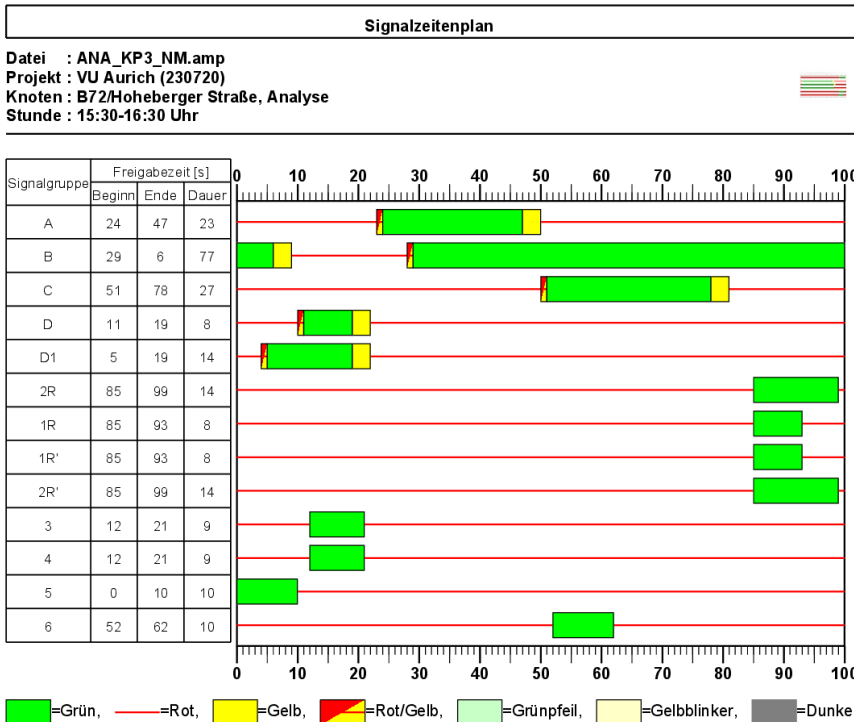 Signalzeitenplan
Datei : ANA_KP3_NM.amp
Projekt : VU Aurich (230720)
Knoten : B72/Hoheberger Straße, Analyse
Stunde : 15:30-16:30 Uhr
Signalgruppe Freigabezeit [s]
Beginn Ende Dauer
0 10 20 30 40 50 60 70 80 90 100
A 24 47 23
B 29 6 77
C 51 78 27
D 11 19 8
D1 5 19 14
2R 85 99 14
1R 85 93 8
1R' 85 93 8
2R' 85 99 14
3 12 21 9
4 12 21 9
5 0 10 10
6 52 62 10
0 10 20 30 40 50 60 70 80 90 100
=Grün, =Rot, =Gelb, =Rot/Gelb, =Grünpfeil, =Gelbblinker, =Dunke